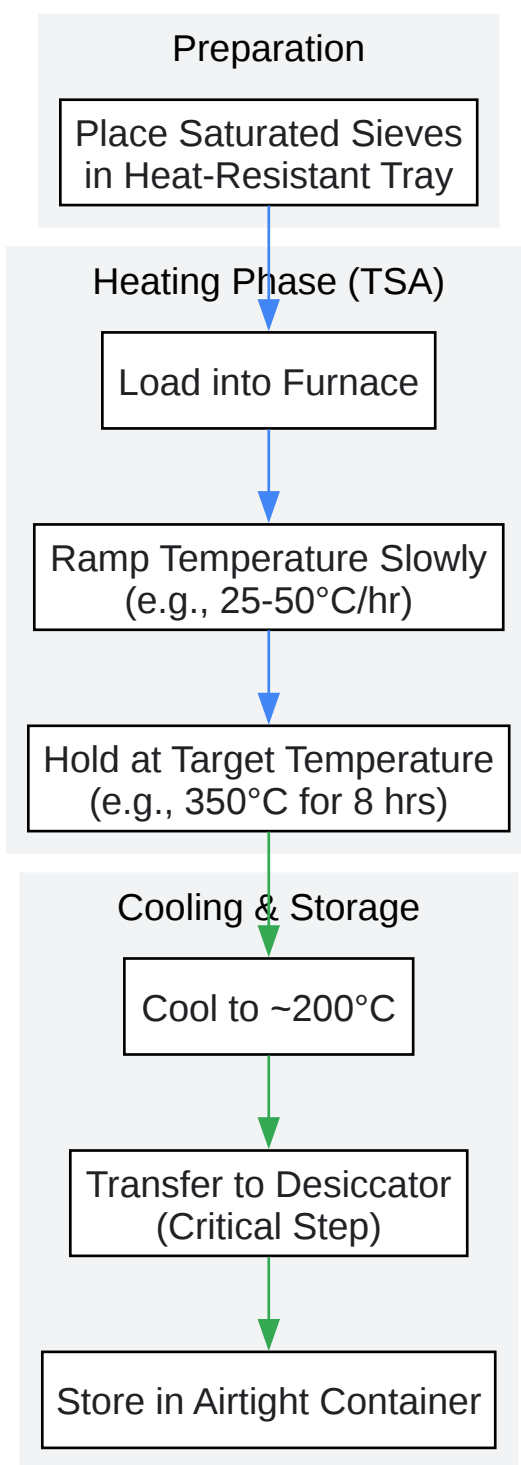 Preparation
Place Saturated Sieves
in Heat-Resistant Tray
Heating Phase (TSA)
Load into Furnace
Ramp Temperature Slowly
(e.g., 25-50°C/hr)
Hold at Target Temperature
(e.g., 350°C for 8 hrs)
Cooling & Storage
Cool to ~200°C
Transfer to Desiccator
(Critical Step)
Store in Airtight Container